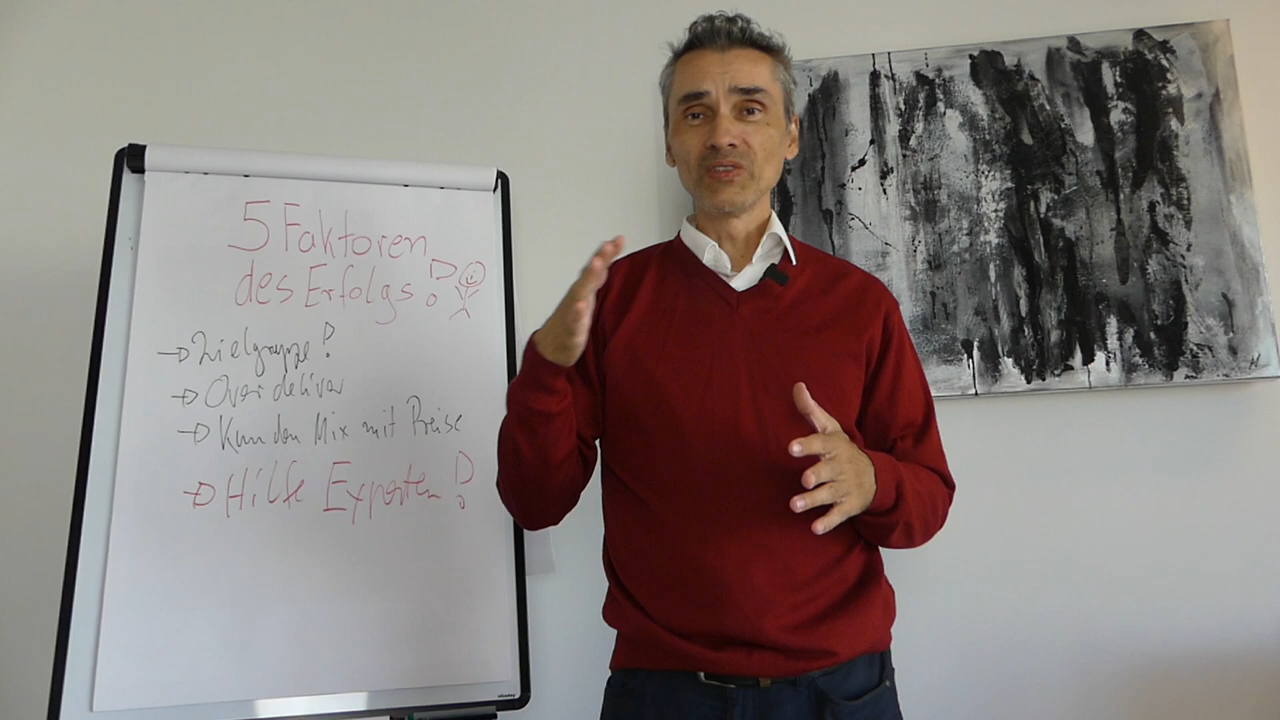 5 Faktoren
des Erfolgs!
→ Zielgruppe!
→ Over deliver
→ Kunden Mix mit Preise
→ Hilfe Experten!